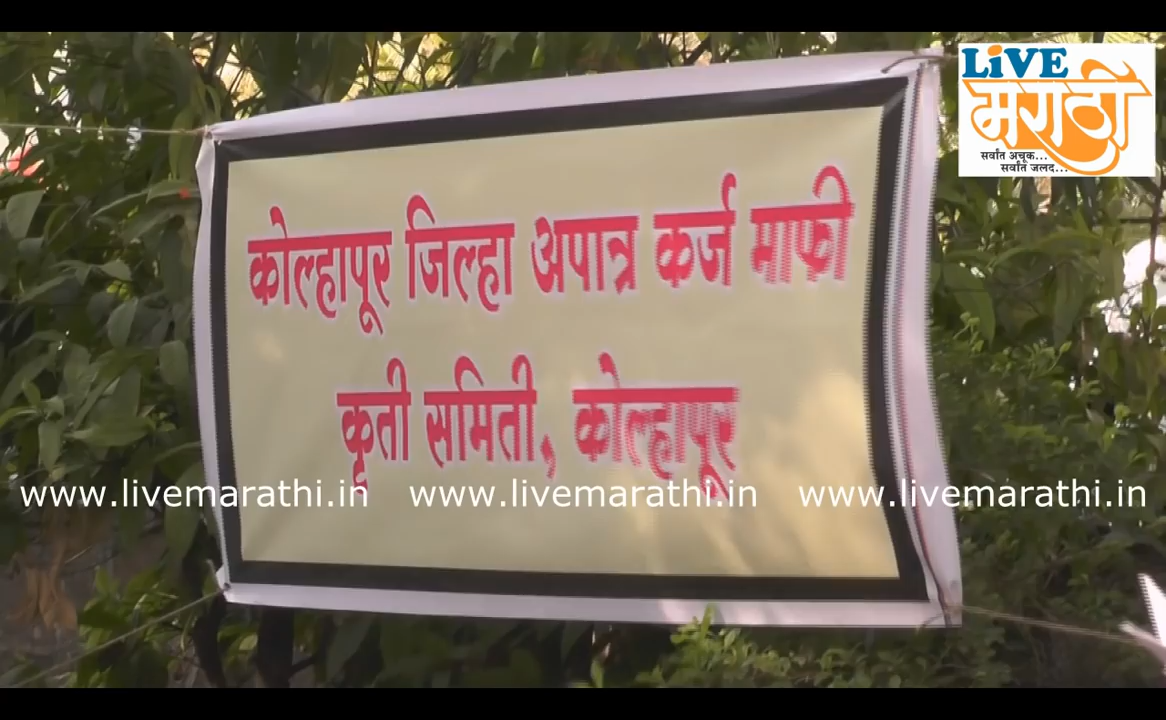 LiVE
मराठी
सर्वांत अचूक...
सर्वांत जलद...
कोल्हापूर जिल्हा अपात्र कर्ज माफी
कृती समिती, कोल्हापूर
www.livemarathi.in www.livemarathi.in www.livemarathi.in